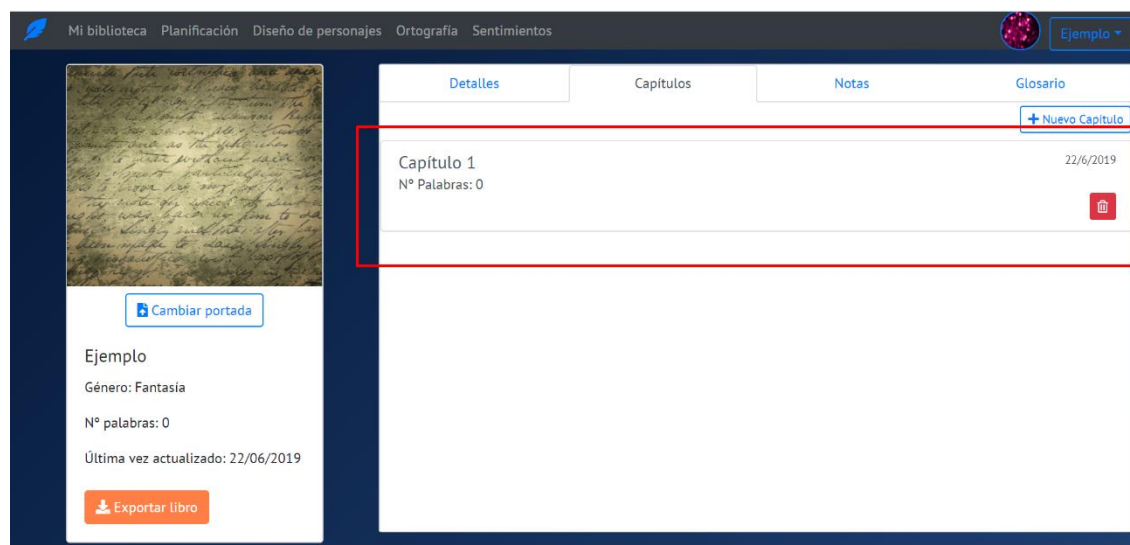 Mi biblioteca Planificación Diseño de personajes Ortografía Sentimientos Ejemplo
Detalles Capítulos Notas Glosario
+ Nuevo Capítulo
Capítulo 1 22/6/2019
Nº Palabras: 0
Cambiar portada
Ejemplo
Género: Fantasía
Nº palabras: 0
Última vez actualizado: 22/06/2019
Exportar libro